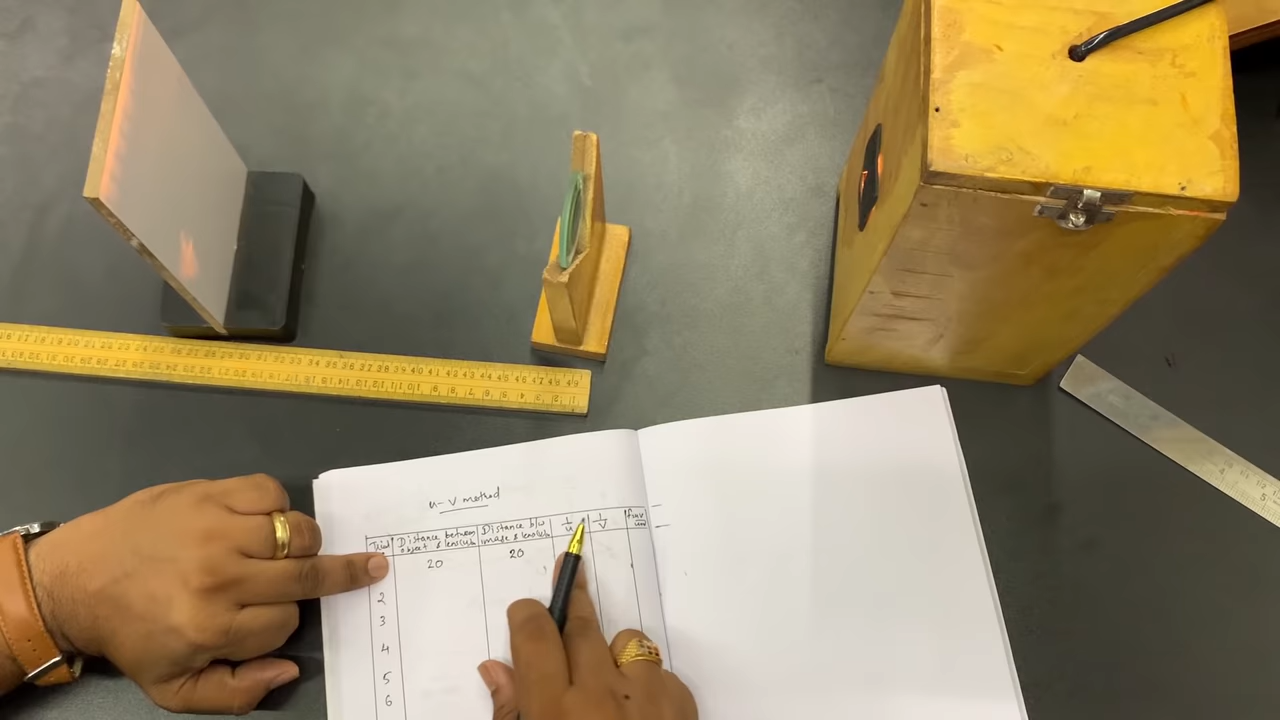 u-v method
Trial
Distance between
object & lens(u)
Distance b/w
image & lens(v)
1/u
1/v
20
20
2
3
4
5
6